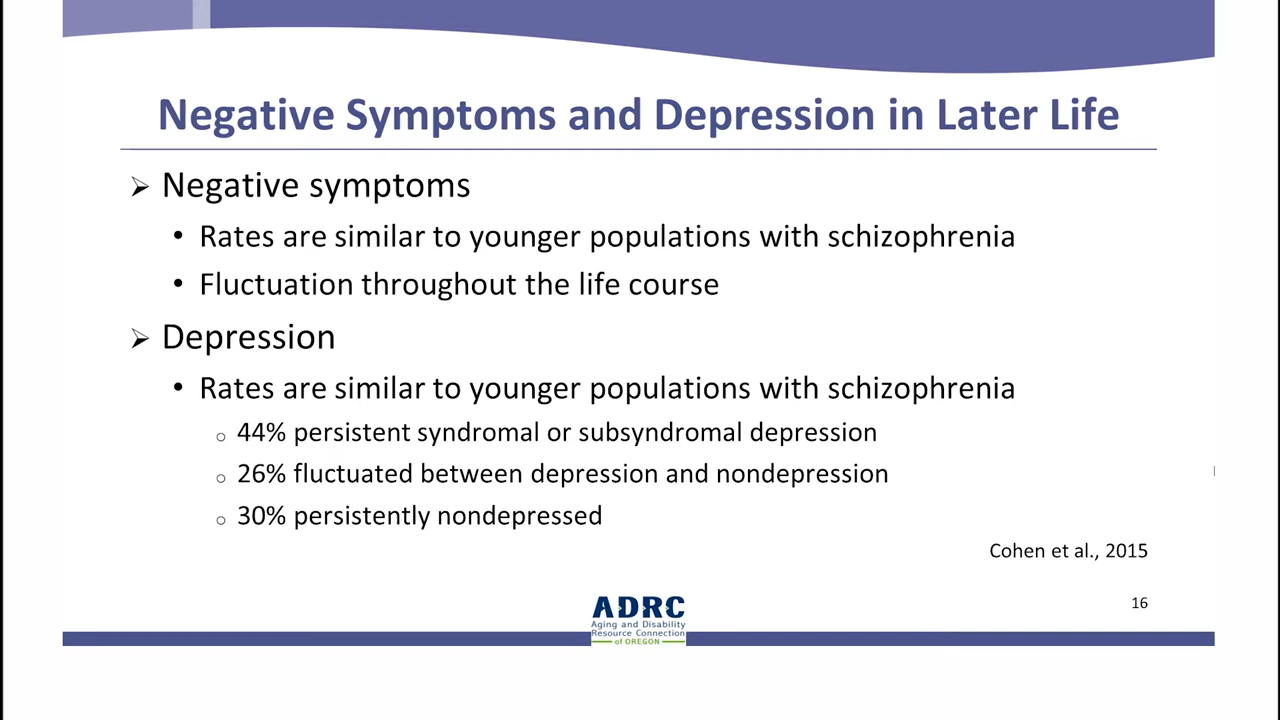 Negative Symptoms and Depression in Later Life
Negative symptoms
Rates are similar to younger populations with schizophrenia
Fluctuation throughout the life course
Depression
Rates are similar to younger populations with schizophrenia
44% persistent syndromal or subsyndromal depression
26% fluctuated between depression and nondepression
30% persistently nondepressed
Cohen et al., 2015
16
ADRC
Aging and Disability
Resource Connection
of OREGON